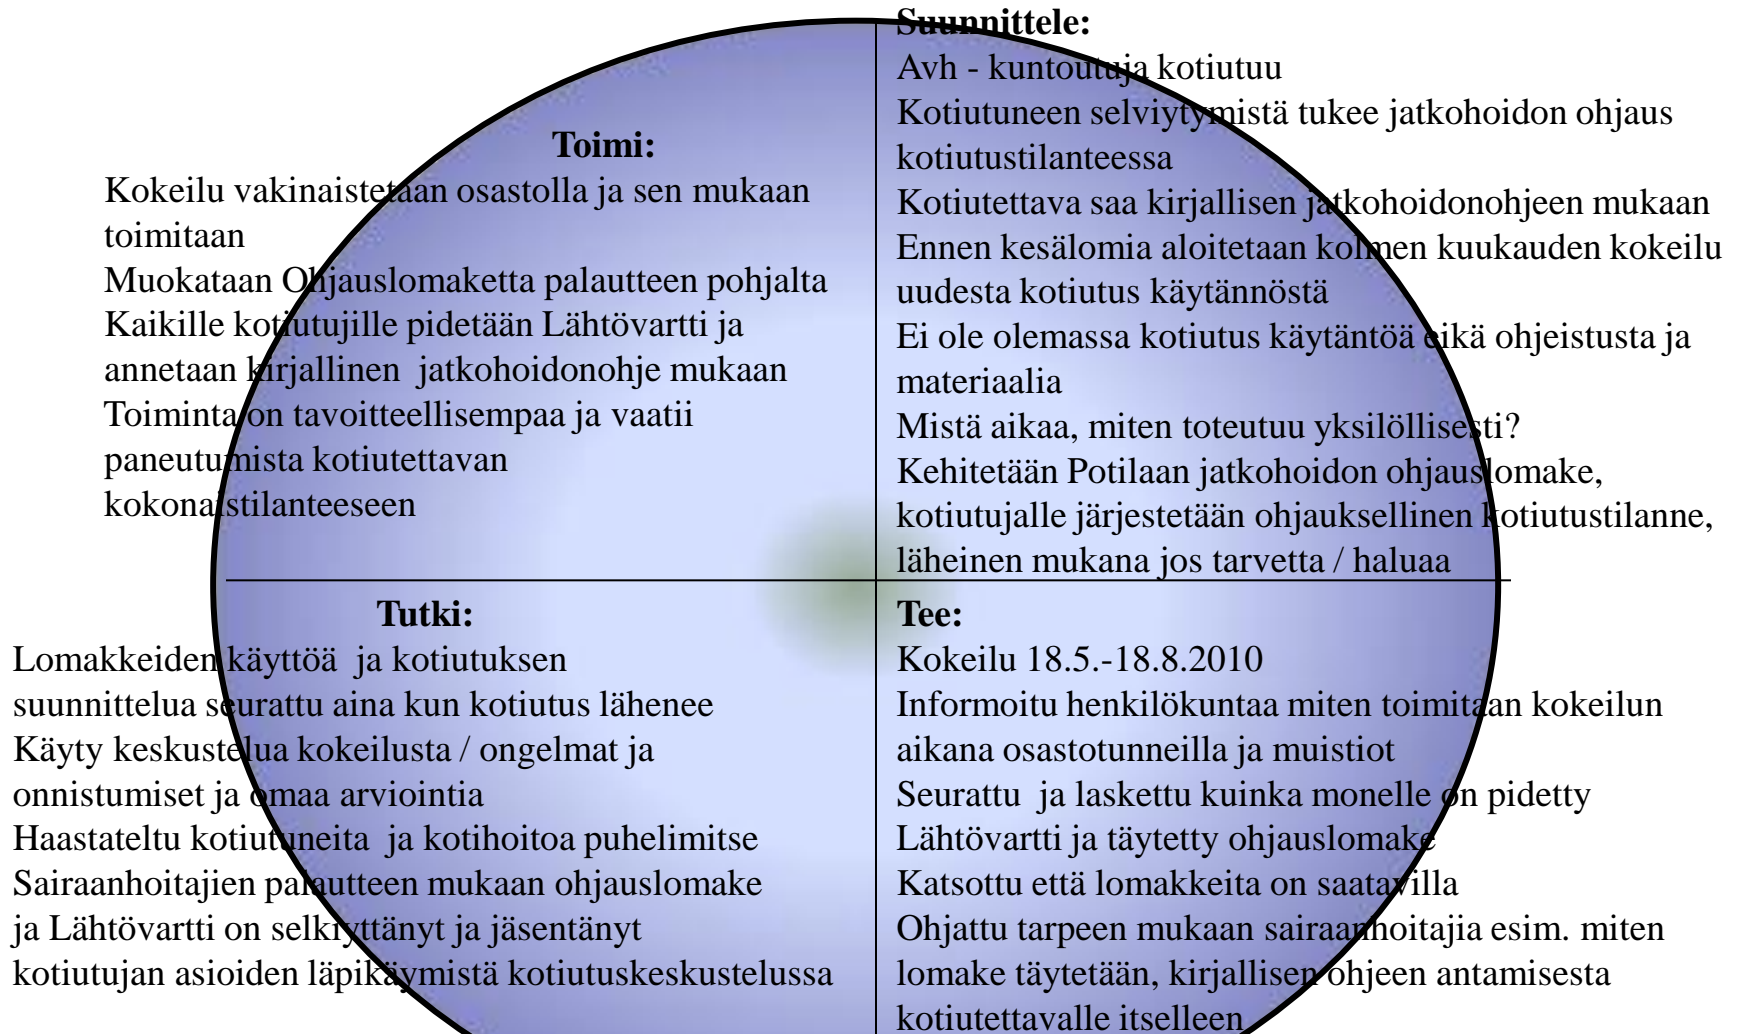 Suunnittele:
Avh - kuntoutuja kotiutuu
Kotiutuneen selviytymistä tukee jatkohoidon ohjaus
kotiutustilanteessa
Kotiutettava saa kirjallisen jatkohoidonohjeen mukaan
Ennen kesälomia aloitetaan kolmen kuukauden kokeilu
uudesta kotiutus käytännöstä
Ei ole olemassa kotiutus käytäntöä eikä ohjeistusta ja
materiaalia
Mistä aikaa, miten toteutuu yksilöllisesti?
Kehitetään Potilaan jatkohoidon ohjauslomake,
kotiutujalle järjestetään ohjauksellinen kotiutustilanne,
läheinen mukana jos tarvetta / haluaa
Toimi:
Kokeilu vakinaistetaan osastolla ja sen mukaan
toimitaan
Muokataan Ohjauslomaketta palautteen pohjalta
Kaikille kotiutujille pidetään Lähtövartti ja
annetaan kirjallinen jatkohoidonohje mukaan
Toiminta on tavoitteellisempaa ja vaatii
paneutumista kotiutettavan
kokonaistilanteeseen
Tutki:
Lomakkeiden käyttöä ja kotiutuksen
suunnittelua seurattu aina kun kotiutus lähenee
Käyty keskustelua kokeilusta / ongelmat ja
onnistumiset ja omaa arviointia
Haastateltu kotiutuneita ja kotihoitoa puhelimitse
Sairaanhoitajien palautteen mukaan ohjauslomake
ja Lähtövartti on selkiyttänyt ja jäsentänyt
kotiutujan asioiden läpikäymistä kotiutuskeskustelussa
Tee:
Kokeilu 18.5.-18.8.2010
Informoitu henkilökuntaa miten toimitaan kokeilun
aikana osastotunneilla ja muistiot
Seurattu ja laskettu kuinka monelle on pidetty
Lähtövartti ja täytetty ohjauslomake
Katsottu että lomakkeita on saatavilla
Ohjattu tarpeen mukaan sairaanhoitajia esim. miten
lomake täytetään, kirjallisen ohjeen antamisesta
kotiutettavalle itselleen